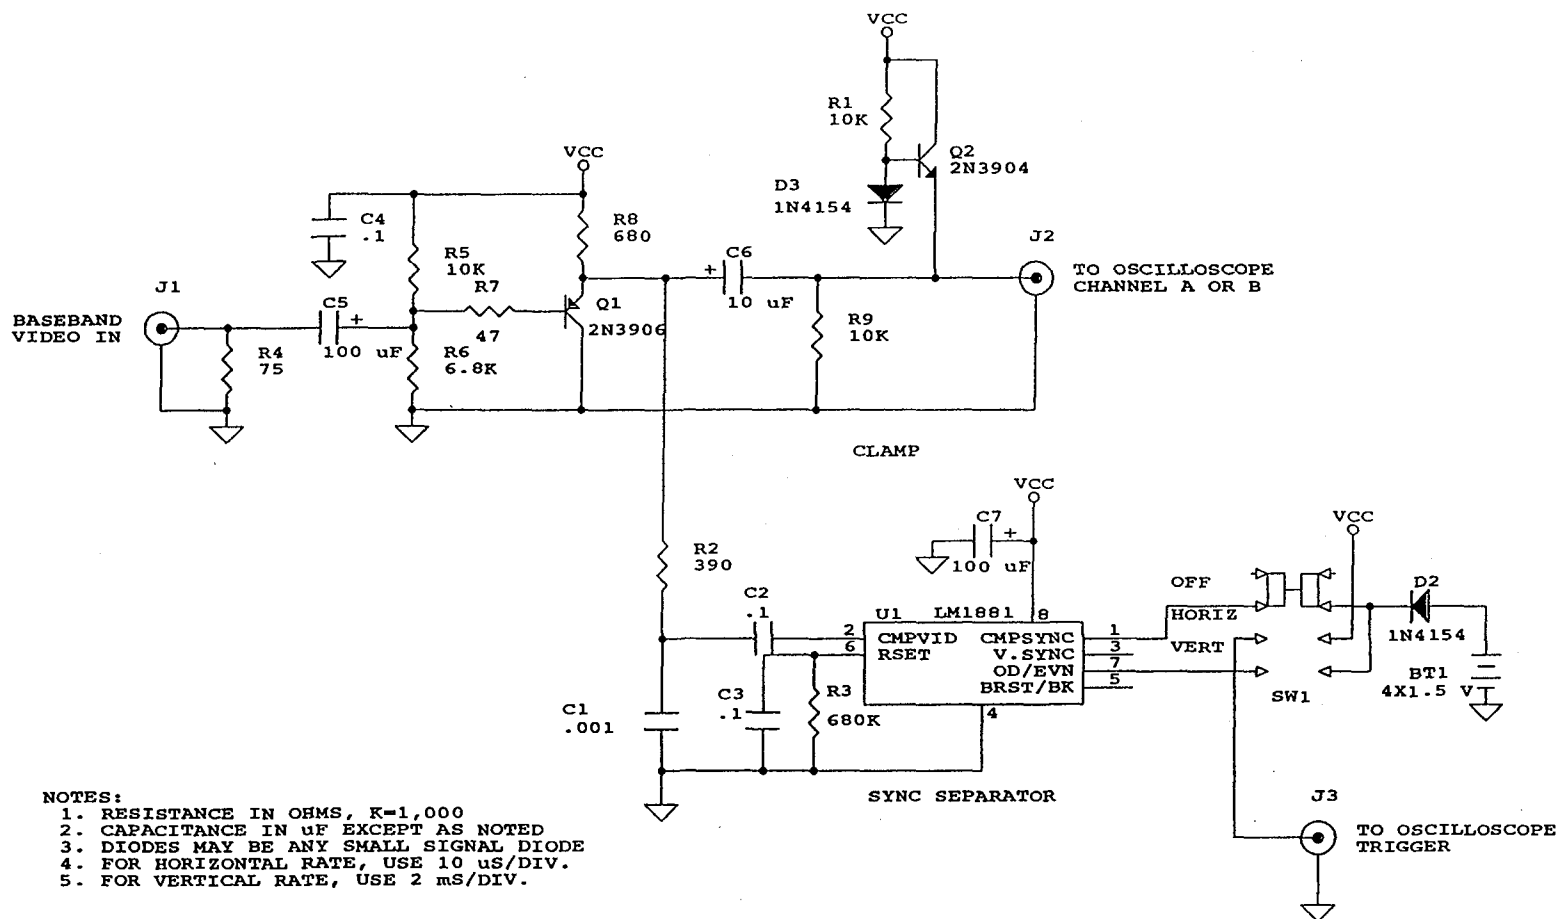 VCC
R1
10K
Q2
2N3904
D3
1N4154
VCC
C4
.1
R8
680
R5
10K
J2
TO OSCILLOSCOPE
CHANNEL A OR B
C6
+
10 uF
J1
BASEBAND
VIDEO IN
C5
+
100 uF
R7
47
Q1
2N3906
R4
75
R6
6.8K
R9
10K
CLAMP
VCC
C7
+
100 uF
VCC
R2
390
C2
.1
U1
LM1881
8
2
CMPVID
CMPSYNC
1
6
RSET
V.SYNC
3
OD/EVN
7
BRST/BK
5
4
OFF
HORIZ
VERT
SW1
D2
1N4154
BT1
4X1.5 V
C1
.001
C3
.1
R3
680K
SYNC SEPARATOR
J3
TO OSCILLOSCOPE
TRIGGER
NOTES:
1. RESISTANCE IN OHMS, K=1,000
2. CAPACITANCE IN uF EXCEPT AS NOTED
3. DIODES MAY BE ANY SMALL SIGNAL DIODE
4. FOR HORIZONTAL RATE, USE 10 uS/DIV.
5. FOR VERTICAL RATE, USE 2 mS/DIV.